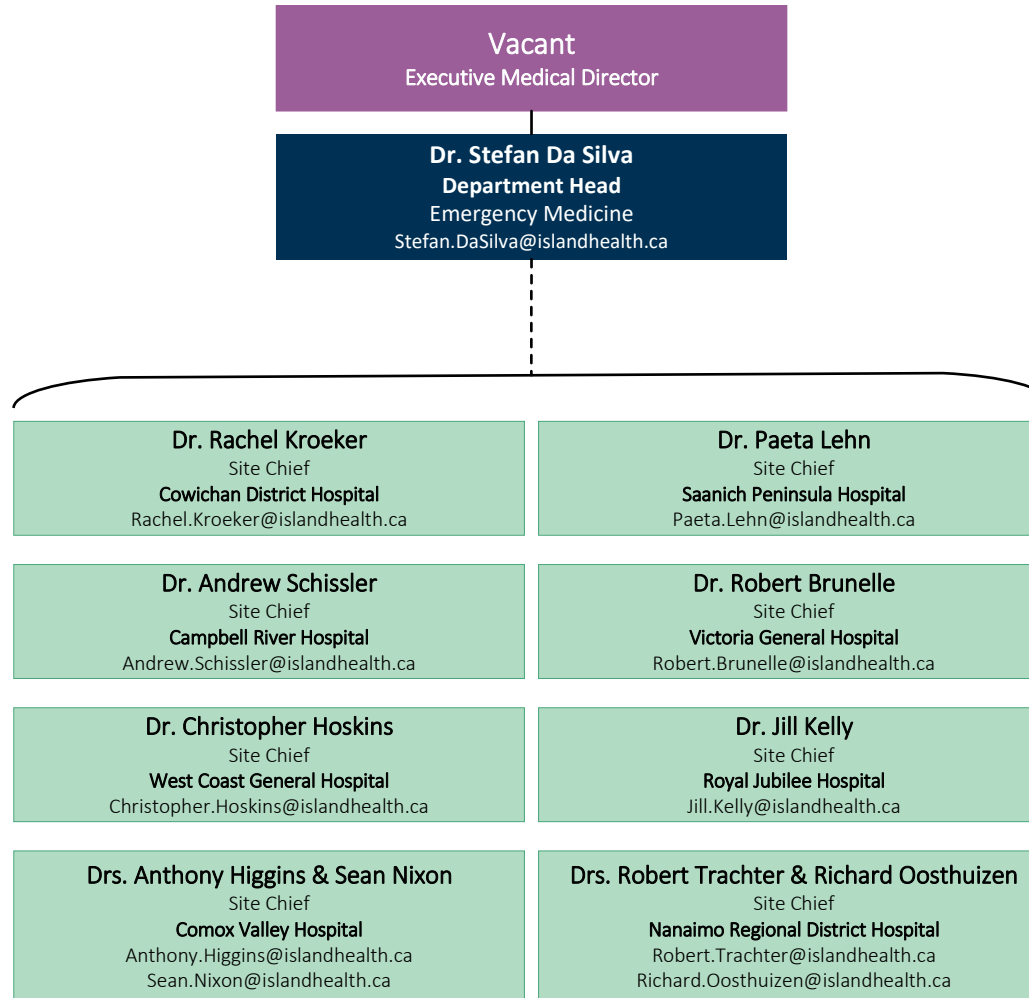 Vacant
Executive Medical Director
Dr. Stefan Da Silva
Department Head
Emergency Medicine
Stefan.DaSilva@islandhealth.ca
Dr. Rachel Kroeker
Site Chief
Cowichan District Hospital
Rachel.Kroeker@islandhealth.ca
Dr. Paeta Lehn
Site Chief
Saanich Peninsula Hospital
Paeta.Lehn@islandhealth.ca
Dr. Andrew Schissler
Site Chief
Campbell River Hospital
Andrew.Schissler@islandhealth.ca
Dr. Robert Brunelle
Site Chief
Victoria General Hospital
Robert.Brunelle@islandhealth.ca
Dr. Christopher Hoskins
Site Chief
West Coast General Hospital
Christopher.Hoskins@islandhealth.ca
Dr. Jill Kelly
Site Chief
Royal Jubilee Hospital
Jill.Kelly@islandhealth.ca
Drs. Anthony Higgins & Sean Nixon
Site Chief
Comox Valley Hospital
Anthony.Higgins@islandhealth.ca
Sean.Nixon@islandhealth.ca
Drs. Robert Trachter & Richard Oosthuizen
Site Chief
Nanaimo Regional District Hospital
Robert.Trachter@islandhealth.ca
Richard.Oosthuizen@islandhealth.ca